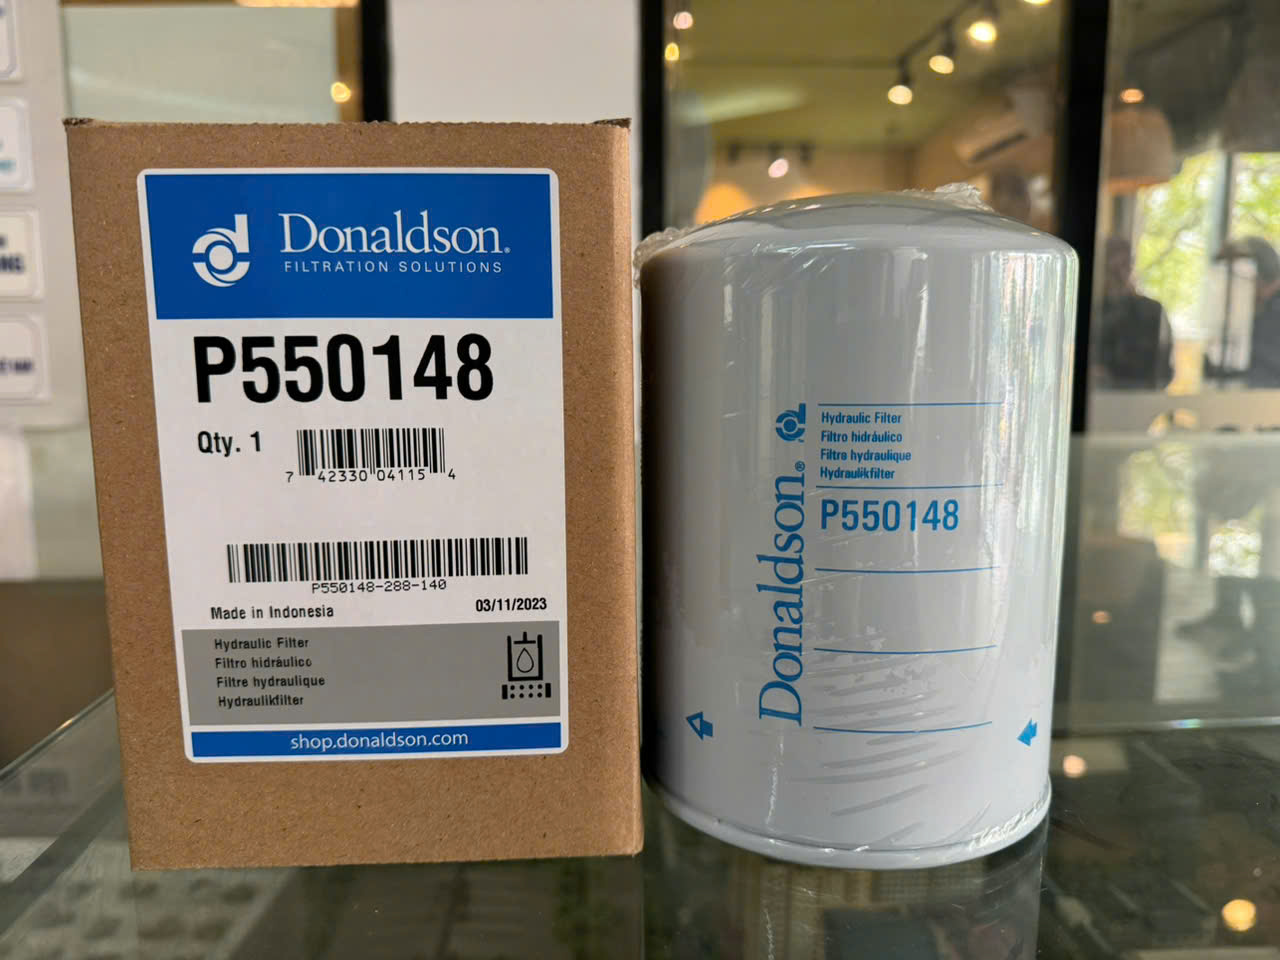 Donaldson®
FILTRATION SOLUTIONS
P550148
Qty. 1
7 42330 04115 4
P550148-288-140
Made in Indonesia
03/11/2023
Hydraulic Filter
Filtro hidráulico
Filtre hydraulique
Hydraulikfilter
shop.donaldson.com
Donaldson®
Hydraulic Filter
Filtro hidráulico
Filtre hydraulique
Hydraulikfilter
P550148